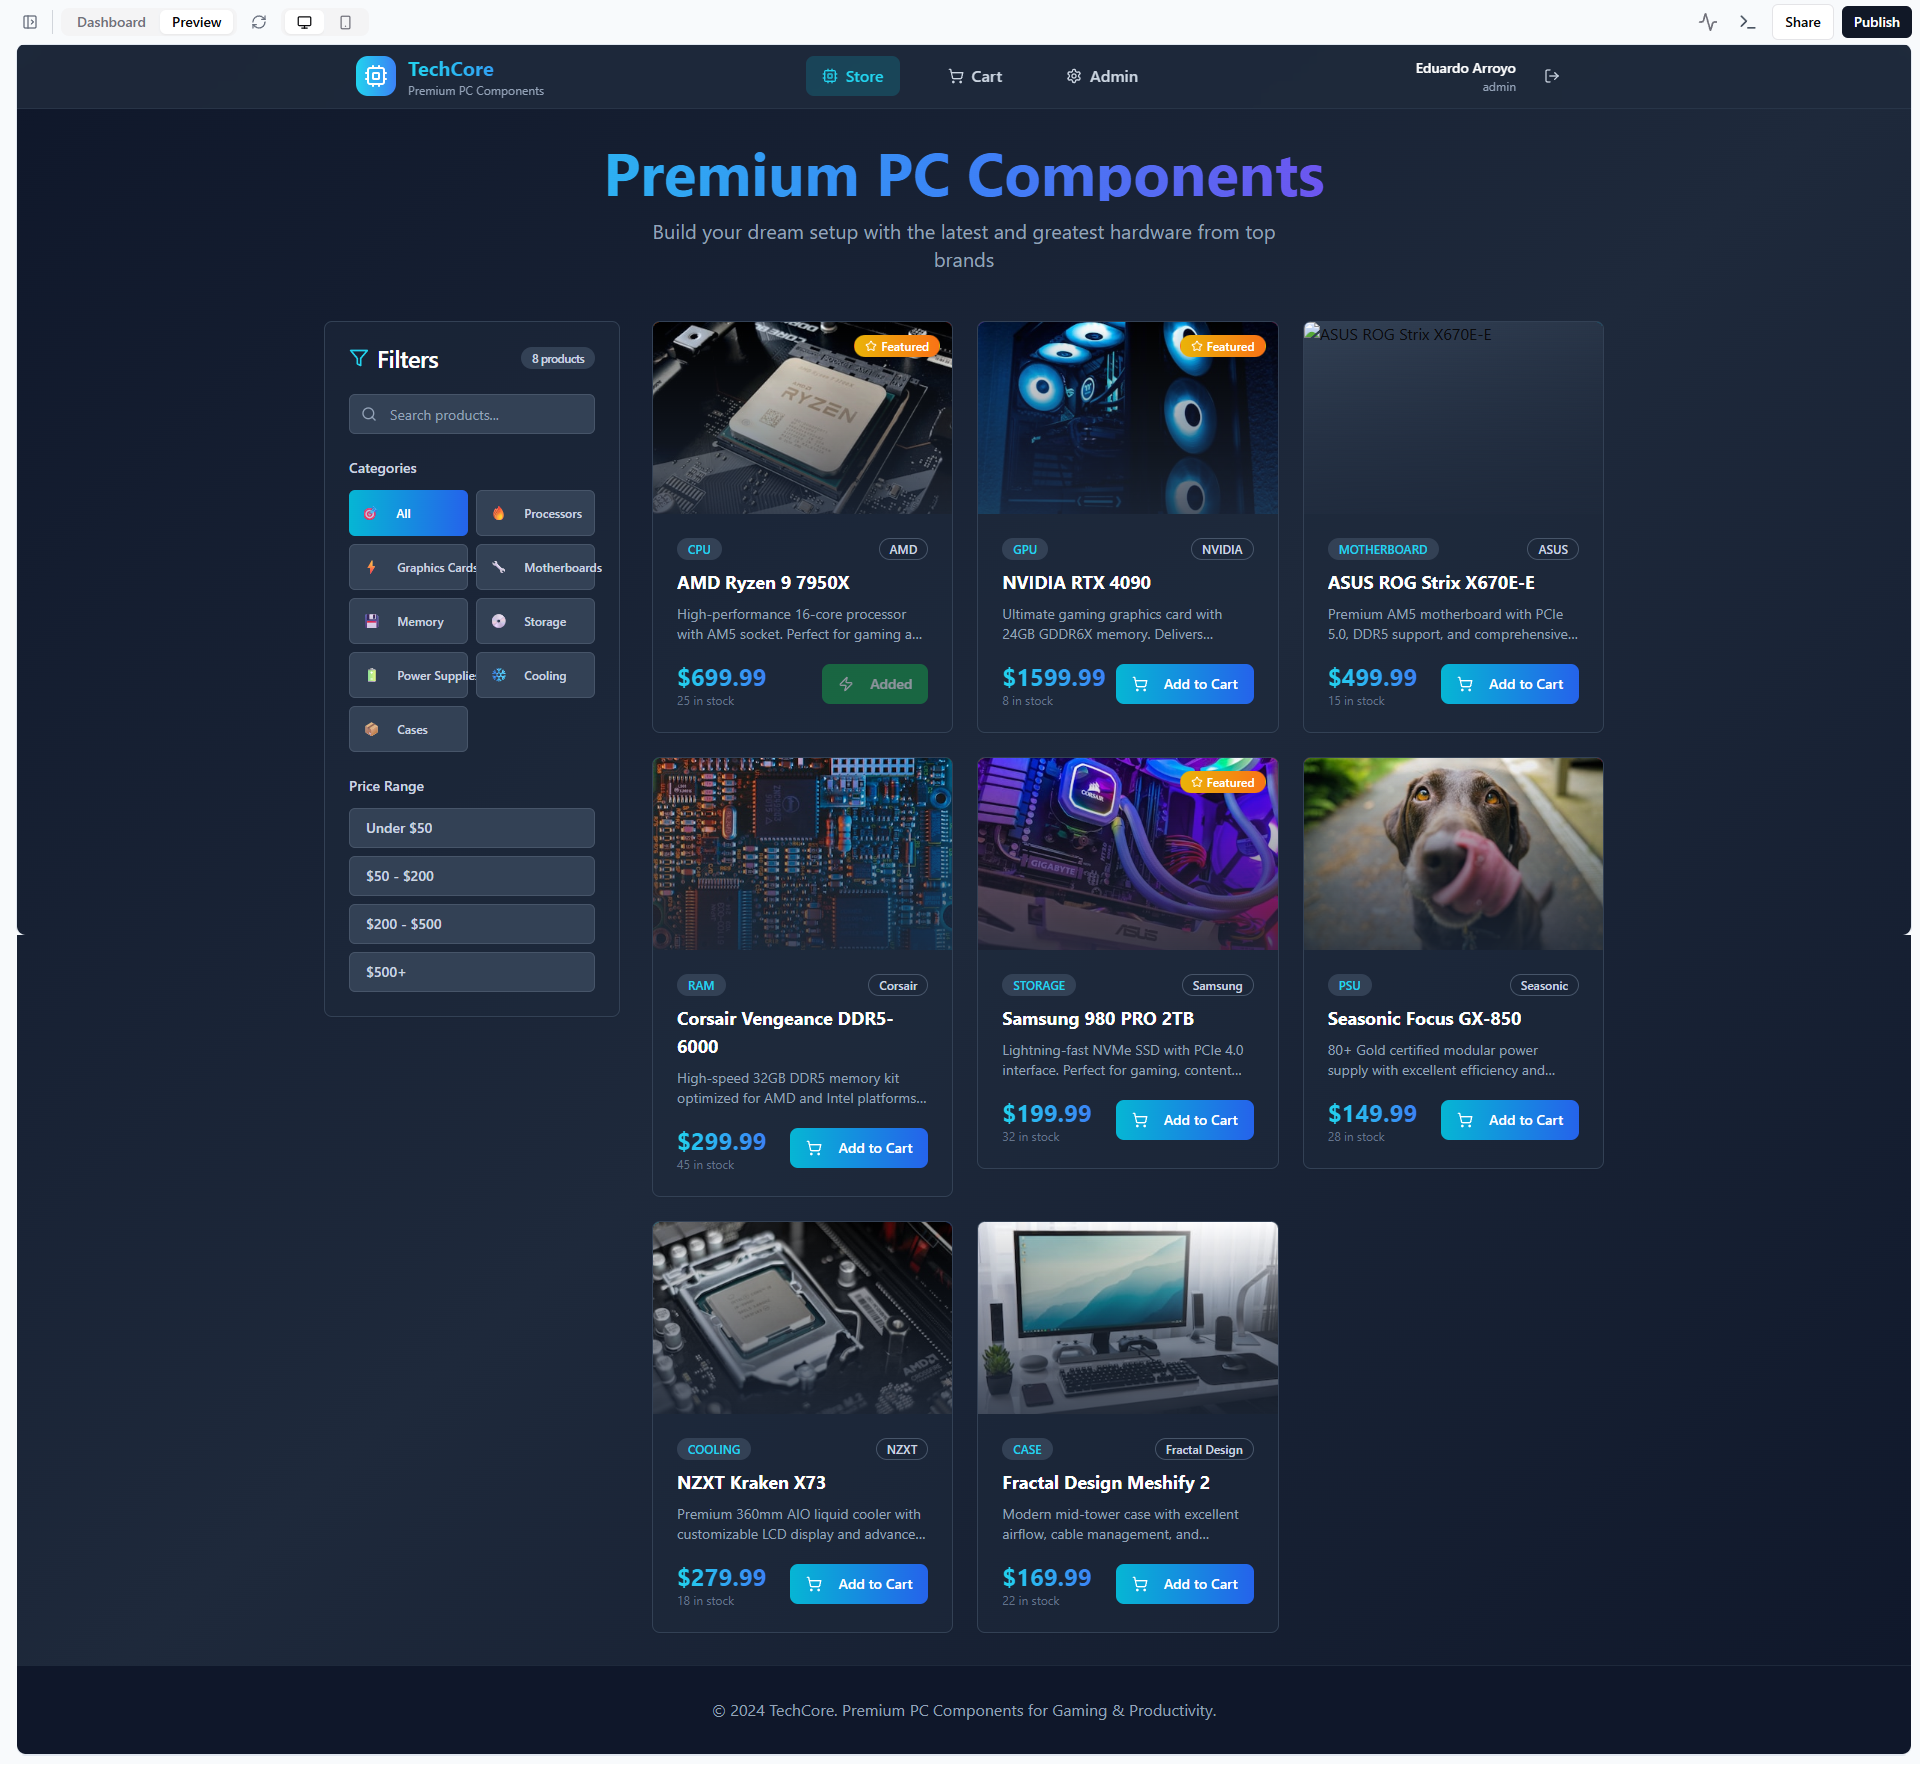 Dashboard
Preview
Share
Publish
TechCore
Premium PC Components
Store
Cart
Admin
Eduardo Arroyo
admin
Premium PC Components
Build your dream setup with the latest and greatest hardware from top
brands
Filters
8 products
Search products...
Categories
All
Processors
Graphics Cards
Motherboards
Memory
Storage
Power Supplies
Cooling
Cases
Price Range
Under $50
$50 - $200
$200 - $500
$500+
Featured
AMD
RYZEN
CPU
AMD
AMD Ryzen 9 7950X
High-performance 16-core processor
with AM5 socket. Perfect for gaming a...
$699.99
25 in stock
Added
Featured
GPU
NVIDIA
NVIDIA RTX 4090
Ultimate gaming graphics card with
24GB GDDR6X memory. Delivers...
$1599.99
8 in stock
Add to Cart
ASUS ROG Strix X670E-E
MOTHERBOARD
ASUS
ASUS ROG Strix X670E-E
Premium AM5 motherboard with PCIe
5.0, DDR5 support, and comprehensive...
$499.99
15 in stock
Add to Cart
RAM
Corsair
Corsair Vengeance DDR5-
6000
High-speed 32GB DDR5 memory kit
optimized for AMD and Intel platforms...
$299.99
45 in stock
Add to Cart
Featured
CORSAIR
GIGABYTE
ASUS
STORAGE
Samsung
Samsung 980 PRO 2TB
Lightning-fast NVMe SSD with PCIe 4.0
interface. Perfect for gaming, content...
$199.99
32 in stock
Add to Cart
PSU
Seasonic
Seasonic Focus GX-850
80+ Gold certified modular power
supply with excellent efficiency and...
$149.99
28 in stock
Add to Cart
AMD
COOLING
NZXT
NZXT Kraken X73
Premium 360mm AIO liquid cooler with
customizable LCD display and advance...
$279.99
18 in stock
Add to Cart
CASE
Fractal Design
Fractal Design Meshify 2
Modern mid-tower case with excellent
airflow, cable management, and...
$169.99
22 in stock
Add to Cart
© 2024 TechCore. Premium PC Components for Gaming & Productivity.